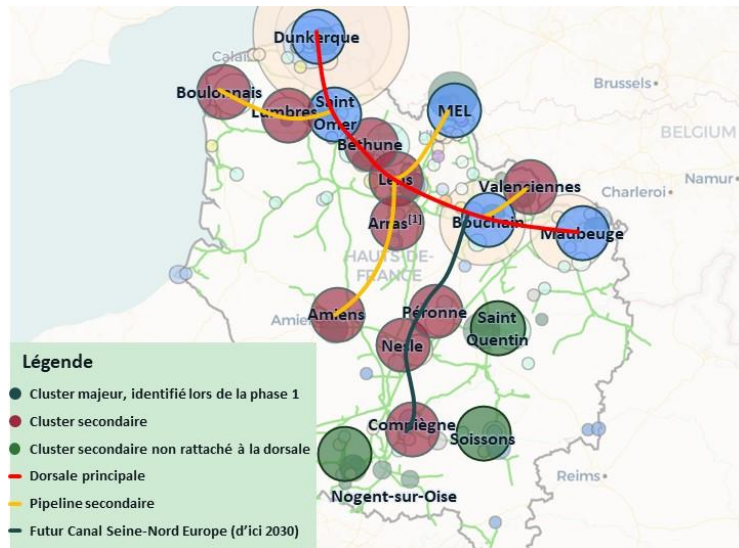 Dunkerque
Calai
Boulonnais
Lumbres
Saint
Omer
MEL
Brussels
Béthune
BELGIUM
Lens
Valenciennes
Namur
Charleroi
Arras[1]
Bouchain
Maubeuge
HAUTS-DE-
FRANCE
Amiens
Amie
Péronne
Saint
Quentin
Nesle
Compiègne
Soissons
Nogent-sur-Oise
Reims
Légende
Cluster majeur, identifié lors de la phase 1
Cluster secondaire
Cluster secondaire non rattaché à la dorsale
Dorsale principale
Pipeline secondaire
Futur Canal Seine-Nord Europe (d’ici 2030)